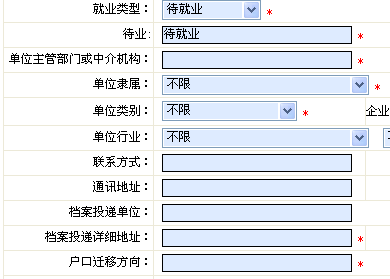 就业类型： 待就业 *
待业: 待就业 *
单位主管部门或中介机构： *
单位隶属： 不限 *
单位类别： 不限 * 企业
单位行业： 不限
联系方式：
通讯地址：
档案投递单位：
档案投递详细地址： *
户口迁移方向： *